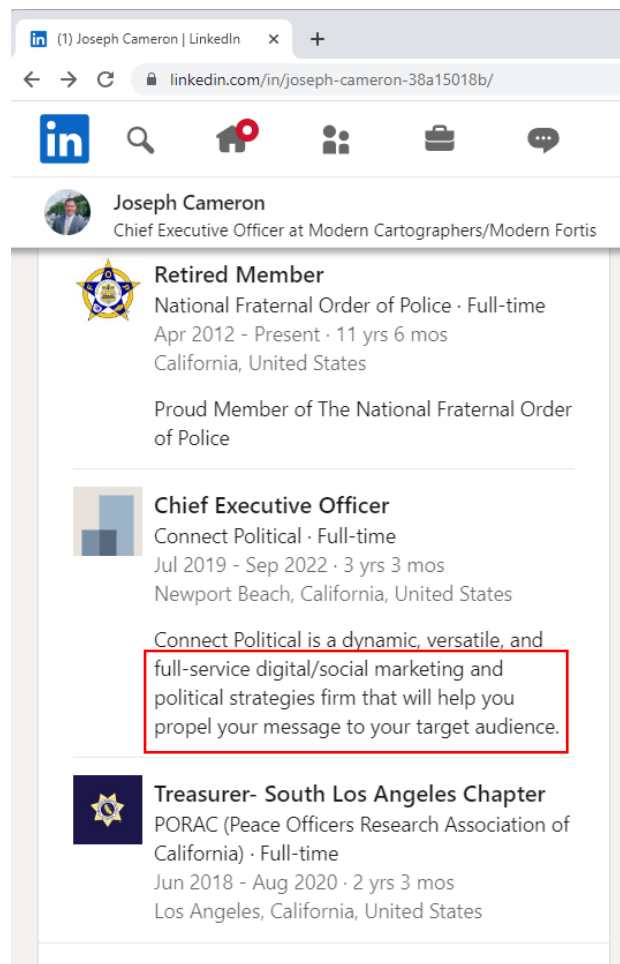 (1) Joseph Cameron | LinkedIn
linkedin.com/in/joseph-cameron-38a15018b/
in
Joseph Cameron
Chief Executive Officer at Modern Cartographers/Modern Fortis
Retired Member
National Fraternal Order of Police · Full-time
Apr 2012 - Present · 11 yrs 6 mos
California, United States
Proud Member of The National Fraternal Order
of Police
Chief Executive Officer
Connect Political · Full-time
Jul 2019 - Sep 2022 · 3 yrs 3 mos
Newport Beach, California, United States
Connect Political is a dynamic, versatile, and
full-service digital/social marketing and
political strategies firm that will help you
propel your message to your target audience.
Treasurer- South Los Angeles Chapter
PORAC (Peace Officers Research Association of
California) · Full-time
Jun 2018 - Aug 2020 · 2 yrs 3 mos
Los Angeles, California, United States